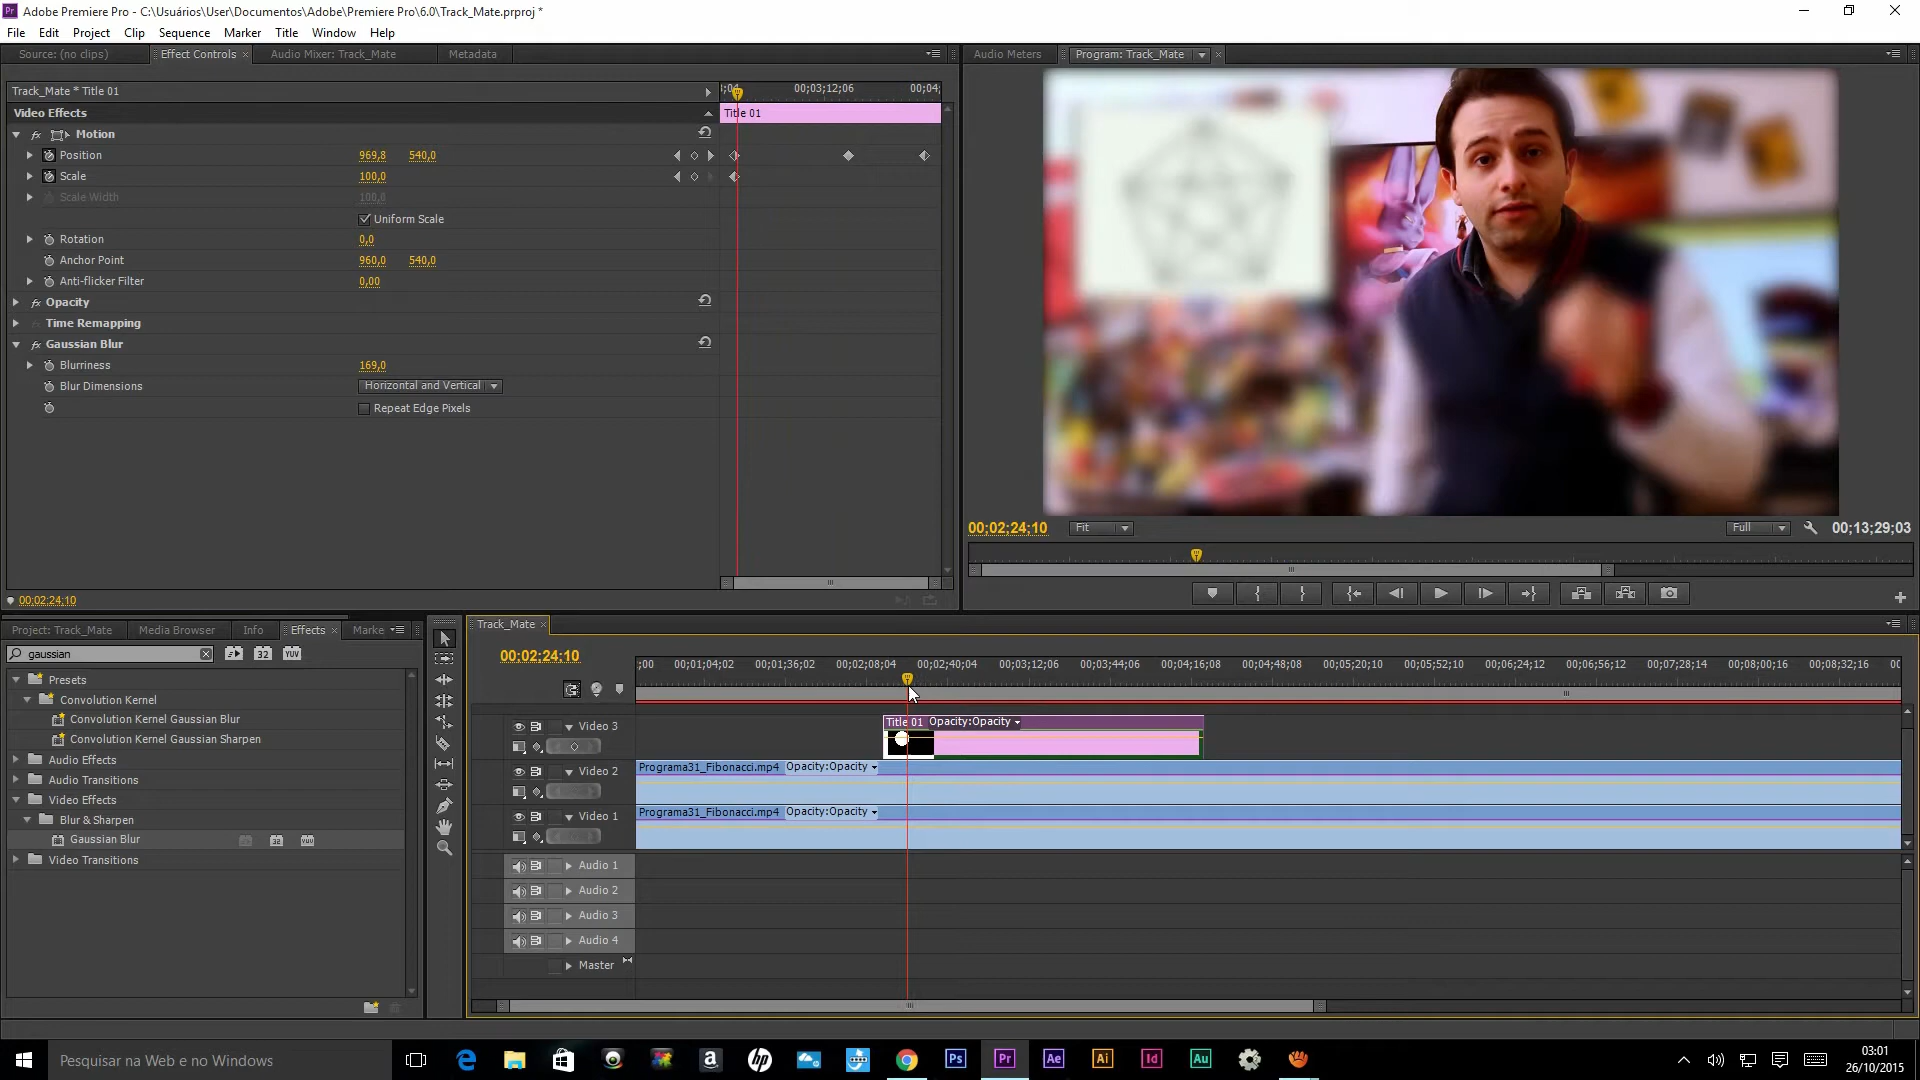 Adobe Premiere Pro - C:\Usuários\User\Documentos\Adobe\Premiere Pro\6.0\Track_Mate.prproj *
File Edit Project Clip Sequence Marker Title Window Help
Source: (no clips) Effect Controls Audio Mixer: Track_Mate Metadata
Audio Meters Program: Track_Mate
Track_Mate * Title 01
00;03;12;06 00;04;
Video Effects
Title 01
Motion
Position 969,8 540,0
Scale 100,0
Scale Width 100,0
Uniform Scale
Rotation 0,0
Anchor Point 960,0 540,0
Anti-flicker Filter 0,00
Opacity
Time Remapping
Gaussian Blur
Blurriness 169,0
Blur Dimensions Horizontal and Vertical
Repeat Edge Pixels
00;02;24;10
00;02;24;10 Fit Full 00;13;29;03
Project: Track_Mate Media Browser Info Effects Marke
gaussian 32 YUV
Presets
Convolution Kernel
Convolution Kernel Gaussian Blur
Convolution Kernel Gaussian Sharpen
Audio Effects
Audio Transitions
Video Effects
Blur & Sharpen
Gaussian Blur 32 YUV
Video Transitions
Track_Mate
00;02;24;10
;00 00;01;04;02 00;01;36;02 00;02;08;04 00;02;40;04 00;03;12;06 00;03;44;06 00;04;16;08 00;04;48;08 00;05;20;10 00;05;52;10 00;06;24;12 00;06;56;12 00;07;28;14 00;08;00;16 00;08;32;16 00
Video 3 Title 01 Opacity:Opacity
Video 2 Programa31_Fibonacci.mp4 Opacity:Opacity
Video 1 Programa31_Fibonacci.mp4 Opacity:Opacity
Audio 1
Audio 2
Audio 3
Audio 4
Master
Pesquisar na Web e no Windows
Ps Pr Ae Ai Id Au
03:01
26/10/2015